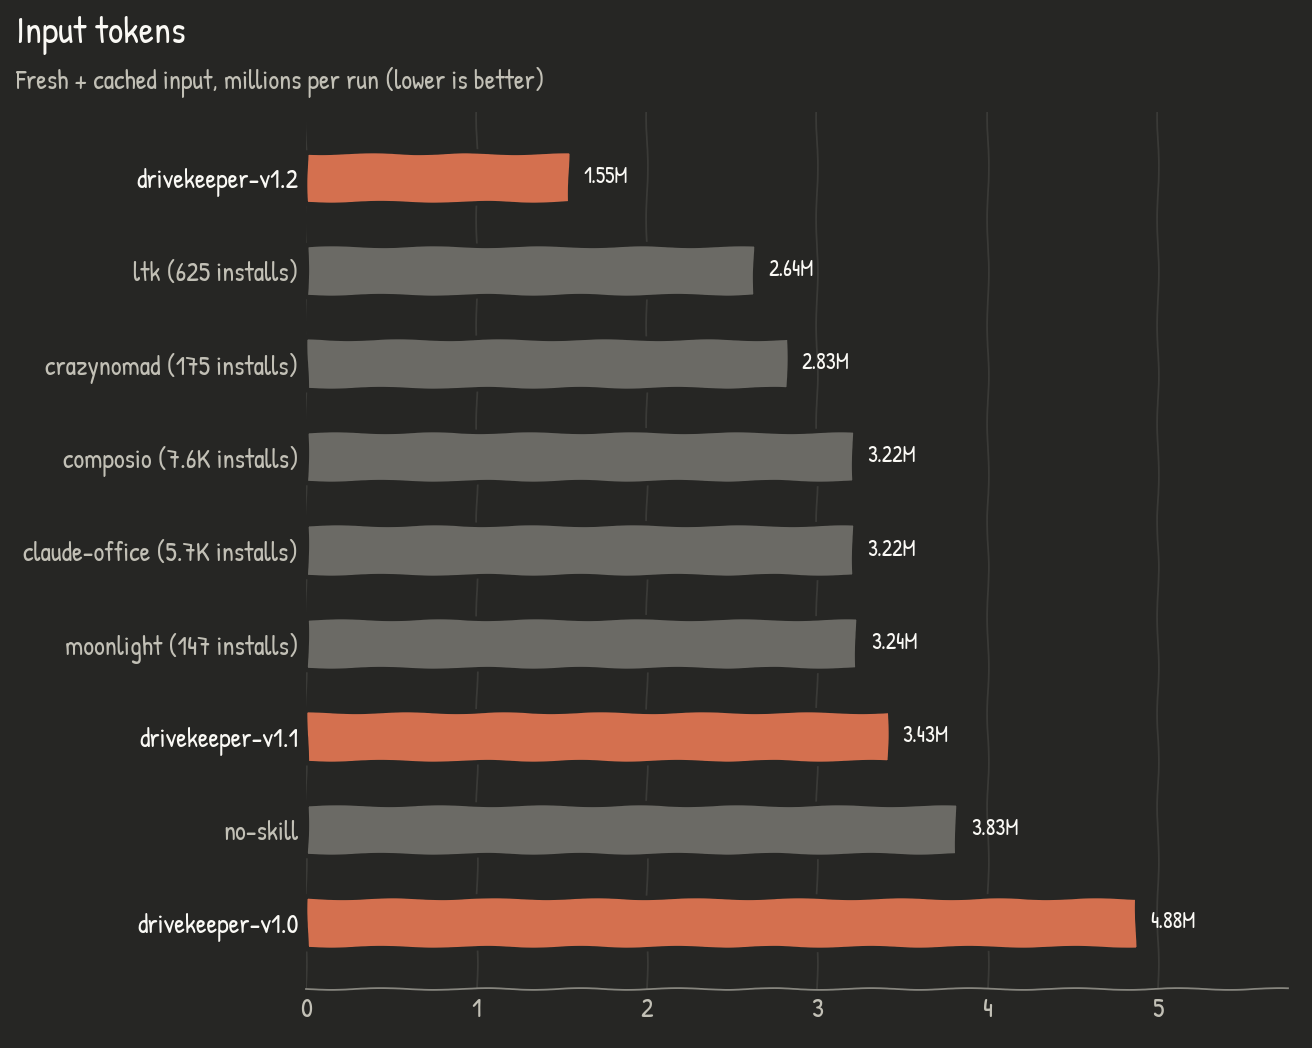 Input tokens
Fresh + cached input, millions per run (lower is better)
drivekeeper-v1.2 1.55M
ltk (625 installs) 2.64M
crazynomad (175 installs) 2.83M
composio (7.6K installs) 3.22M
claude-office (5.7K installs) 3.22M
moonlight (147 installs) 3.24M
drivekeeper-v1.1 3.43M
no-skill 3.83M
drivekeeper-v1.0 4.88M
0 1 2 3 4 5